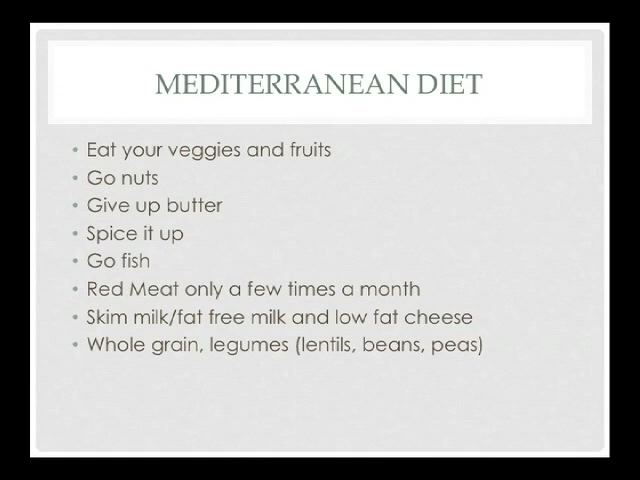 MEDITERRANEAN DIET
• Eat your veggies and fruits
• Go nuts
• Give up butter
• Spice it up
• Go fish
• Red Meat only a few times a month
• Skim milk/fat free milk and low fat cheese
• Whole grain, legumes (lentils, beans, peas)